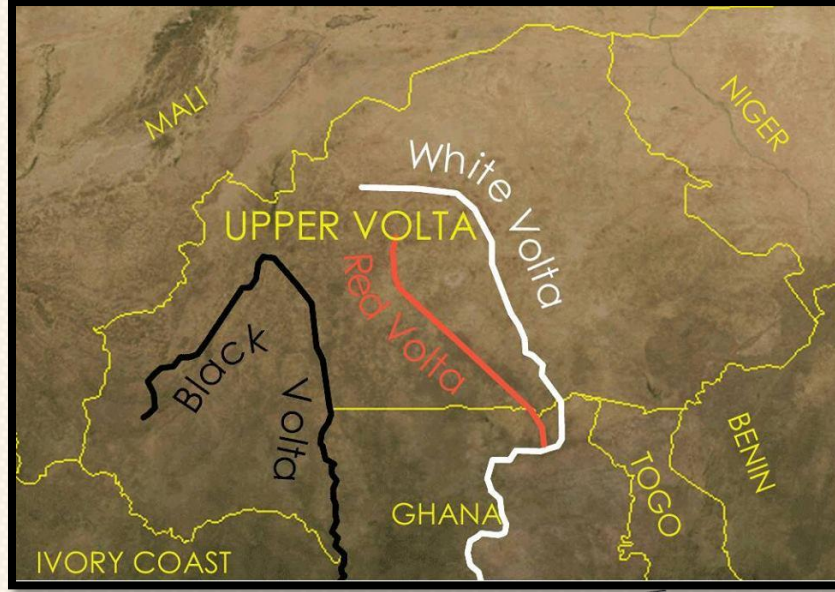 MALI
NIGER
White Volta
UPPER VOLTA
Red Volta
Black Volta
BENIN
TOGO
GHANA
IVORY COAST